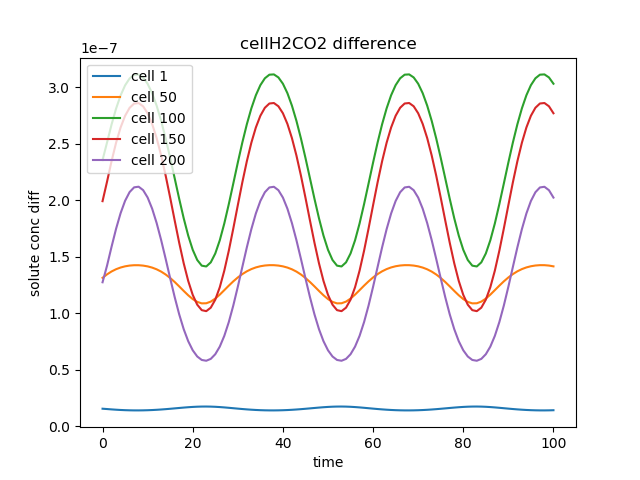 cellH2CO2 difference
1e−7
3.0
2.5
2.0
1.5
1.0
0.5
0.0
solute conc diff
cell 1
cell 50
cell 100
cell 150
cell 200
0
20
40
60
80
100
time